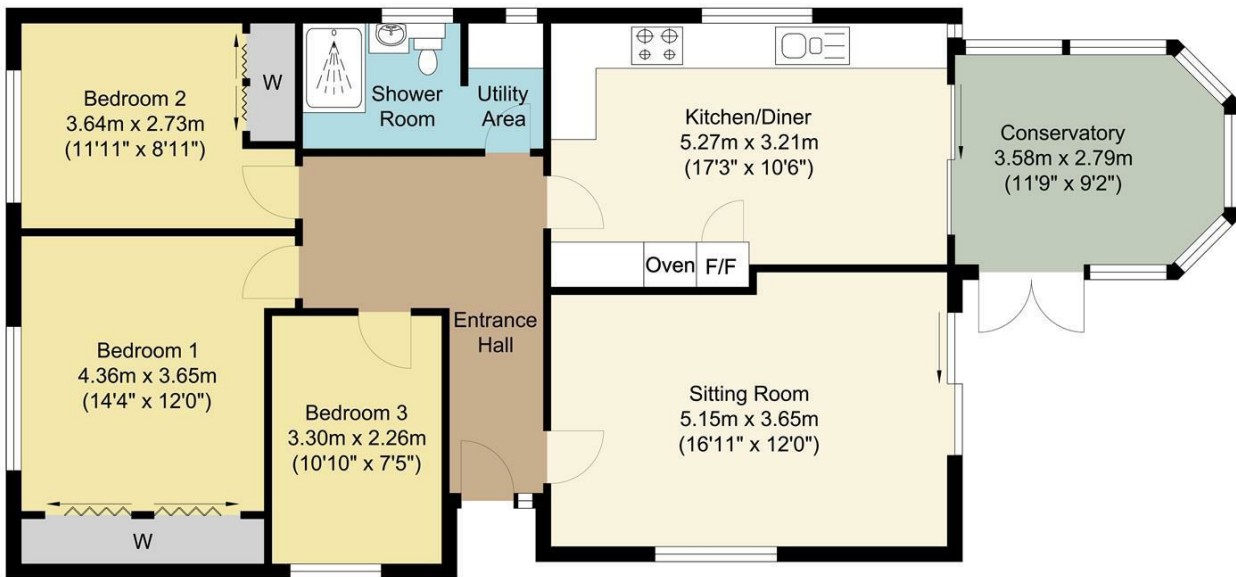 Bedroom 2
3.64m x 2.73m
(11'11" x 8'11")
W
Shower
Room
Utility
Area
Kitchen/Diner
5.27m x 3.21m
(17'3" x 10'6")
Conservatory
3.58m x 2.79m
(11'9" x 9'2")
Oven
F/F
Entrance
Hall
Bedroom 1
4.36m x 3.65m
(14'4" x 12'0")
Bedroom 3
3.30m x 2.26m
(10'10" x 7'5")
Sitting Room
5.15m x 3.65m
(16'11" x 12'0")
W